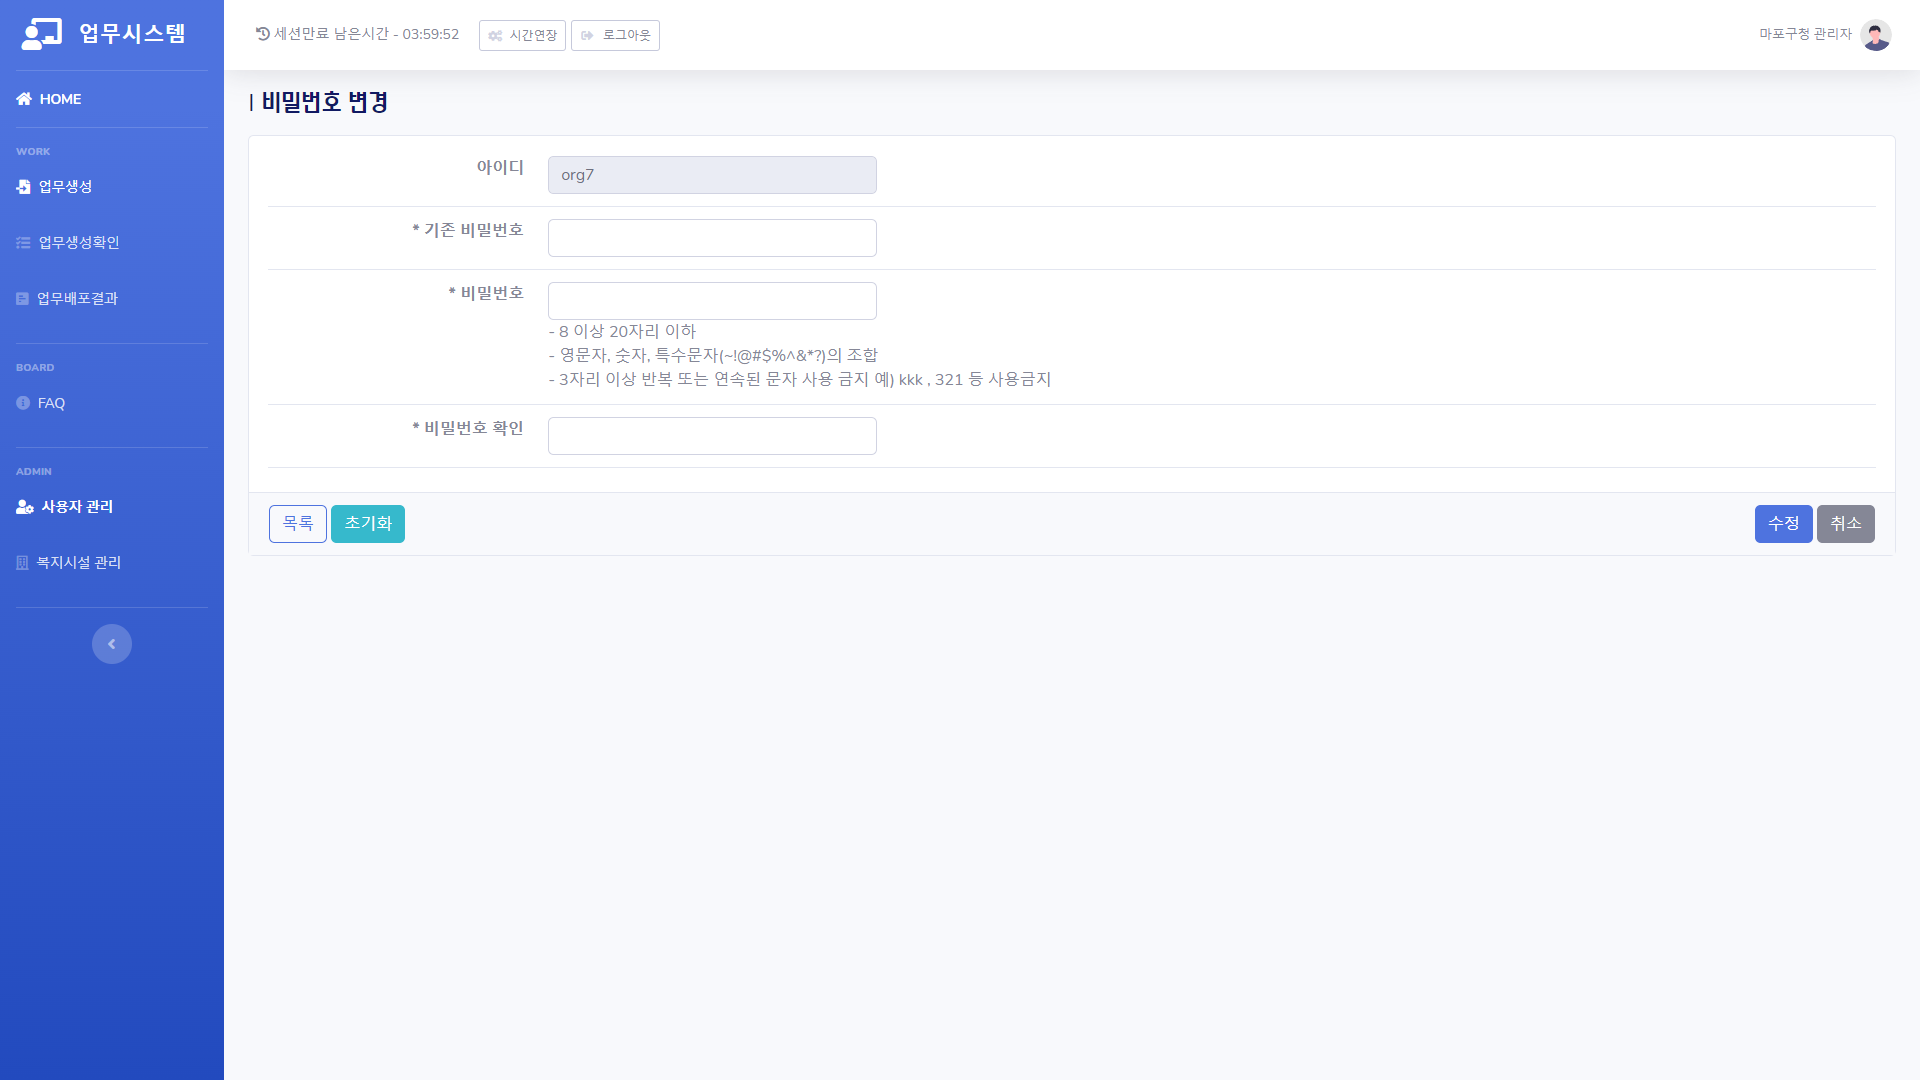 업무시스템
HOME
WORK
업무생성
업무생성확인
업무배포결과
BOARD
FAQ
ADMIN
사용자 관리
복지시설 관리
세션만료 남은시간 - 03:59:52
시간연장
로그아웃
마포구청 관리자
| 비밀번호 변경
아이디
org7
* 기존 비밀번호
* 비밀번호
- 8 이상 20자리 이하
- 영문자, 숫자, 특수문자(~!@#$%^&*?)의 조합
- 3자리 이상 반복 또는 연속된 문자 사용 금지 예) kkk , 321 등 사용금지
* 비밀번호 확인
목록
초기화
수정
취소